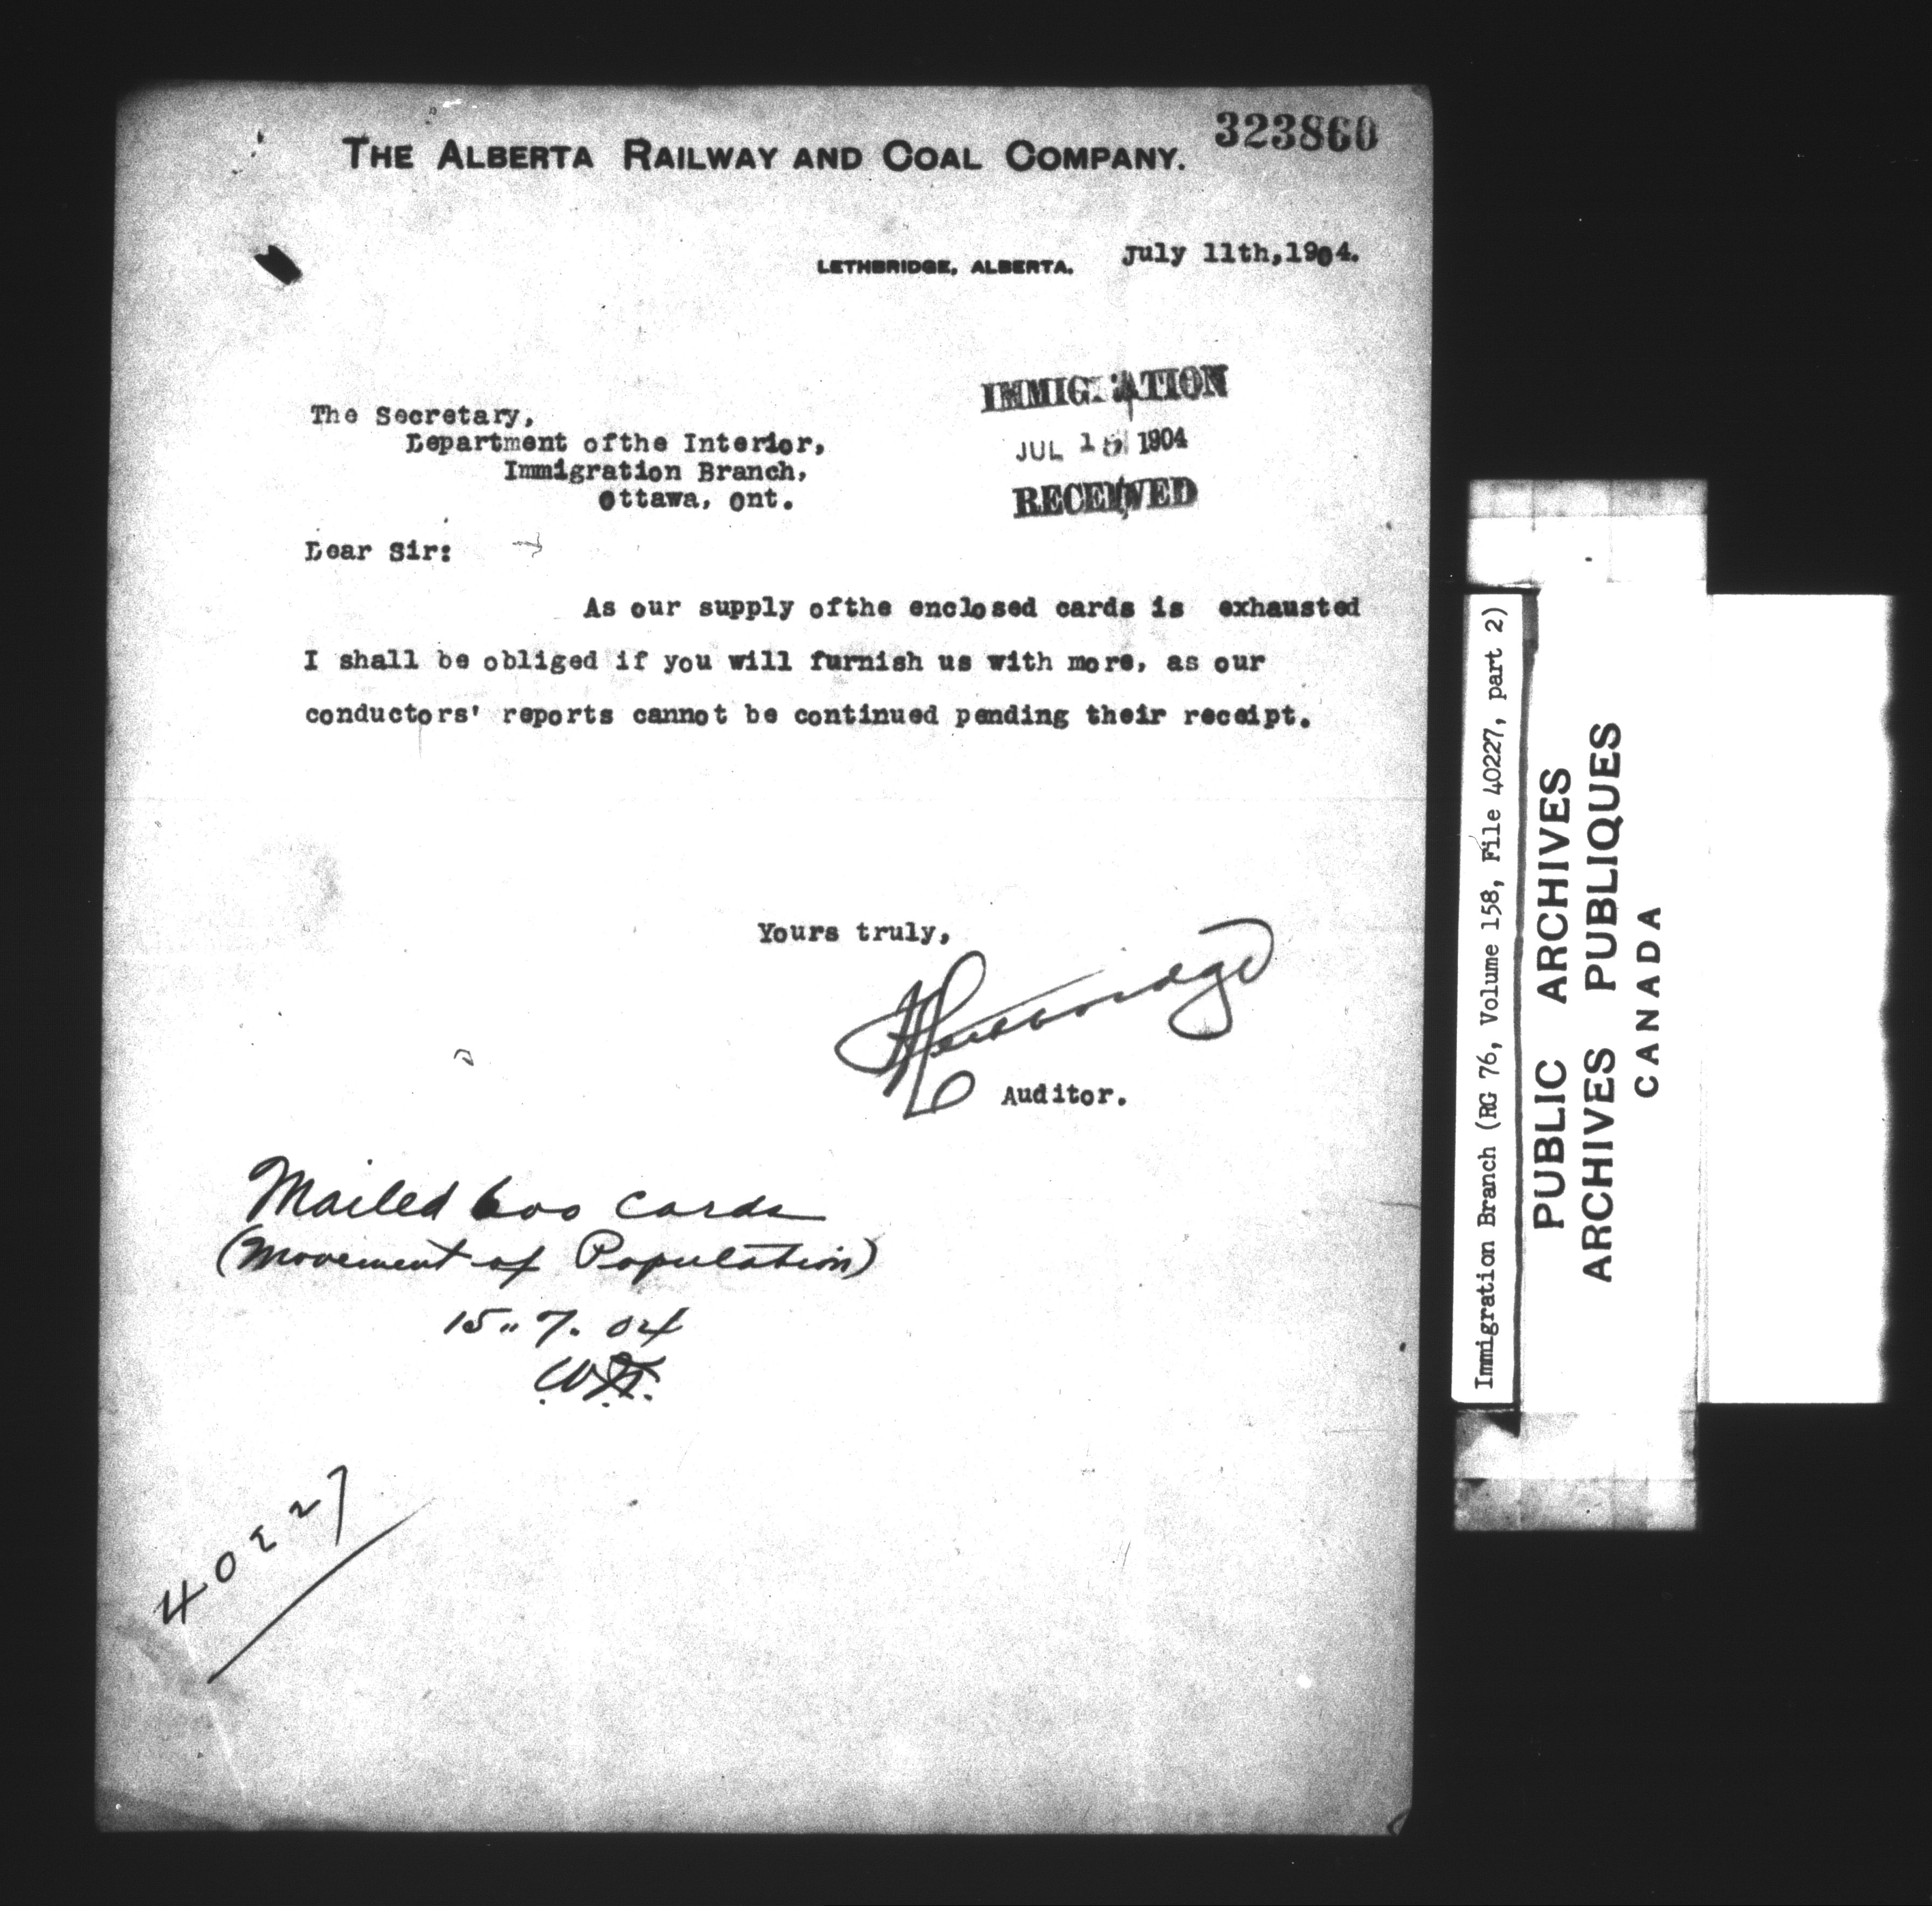 323860
THE ALBERTA RAILWAY AND COAL COMPANY.
LETHBRIDGE, ALBERTA. July 11th,1904.
IMMIGRATION
JUL 15 1904
RECEIVED
The Secretary,
Department ofthe Interior,
Immigration Branch,
Ottawa, Ont.
Dear Sir:
As our supply ofthe enclosed cards is exhausted
I shall be obliged if you will furnish us with more, as our
conductors' reports cannot be continued pending their receipt.
Yours truly,
Auditor.
Mailed 600 cards
(Movement of Population)
15.. 7. 04
40227
Immigration Branch (RG 76, Volume 158, File 40227, part 2)
PUBLIC ARCHIVES
ARCHIVES PUBLIQUES
CANADA